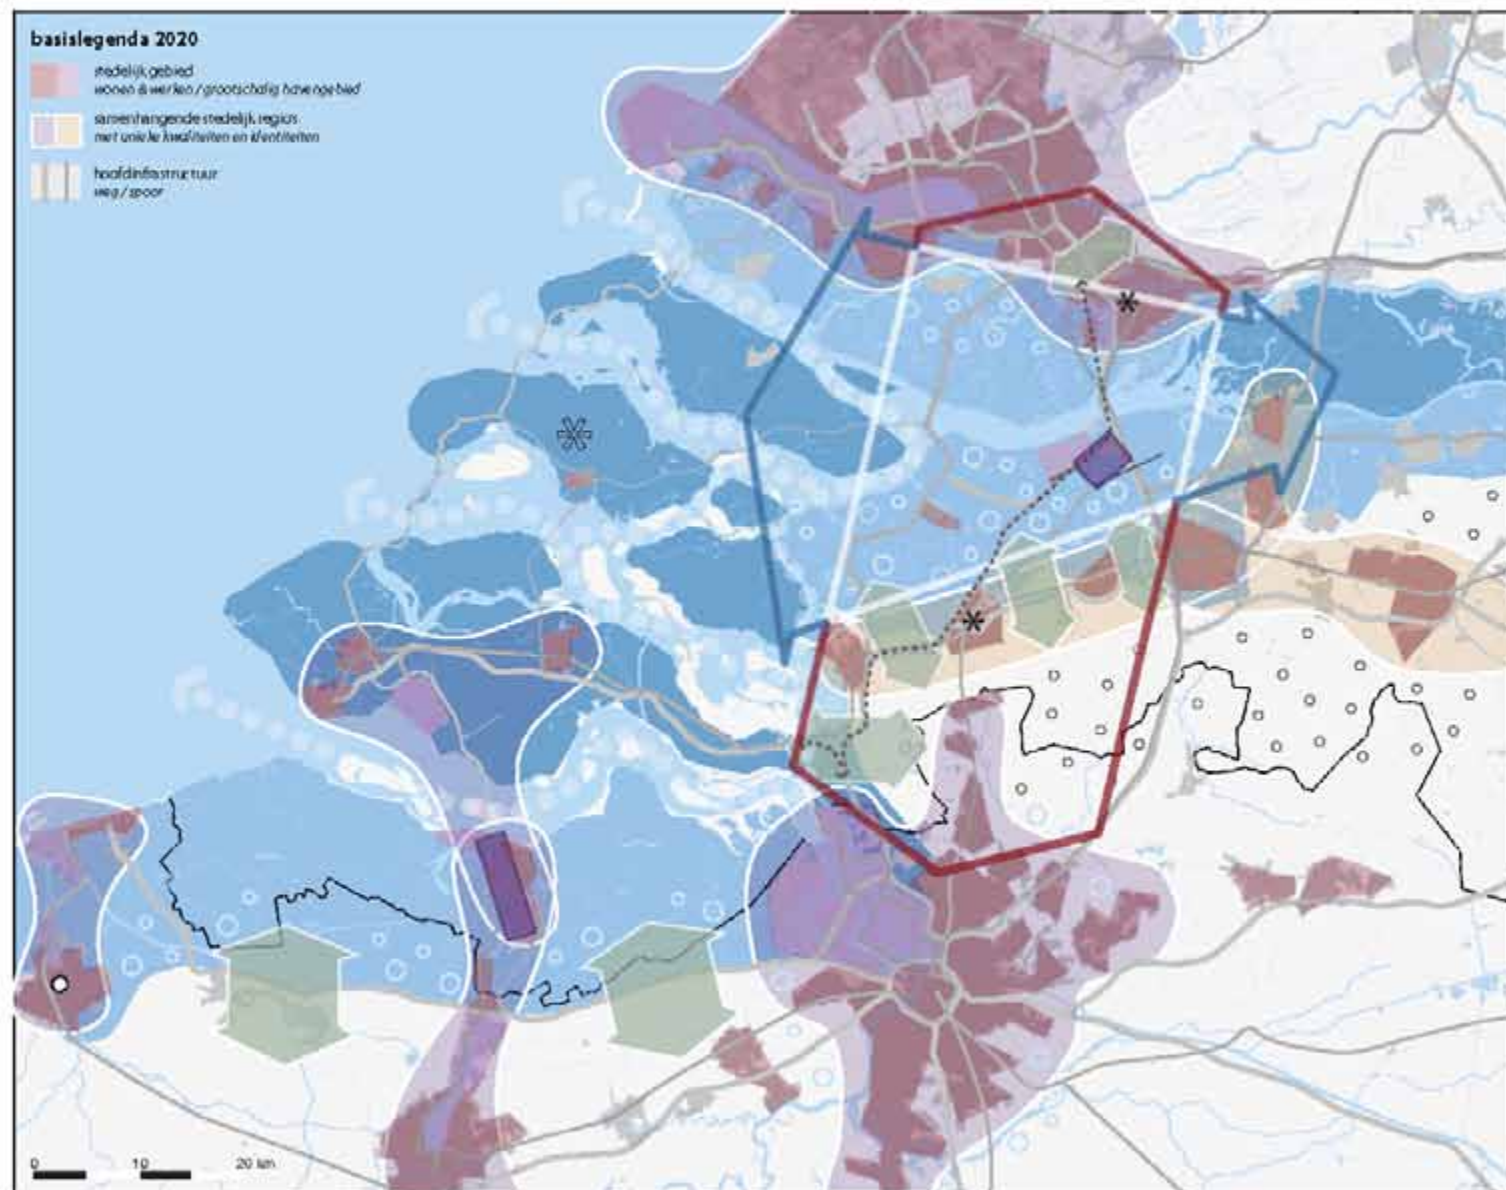 basislegenda 2020
stedelijk gebied
wonen & werken / grootschalig havengebied
samenhangende stedelijk regio's
met unieke kwaliteiten en identiteiten
hoofdinfrastructuur
weg / spoor
0 10 20 km